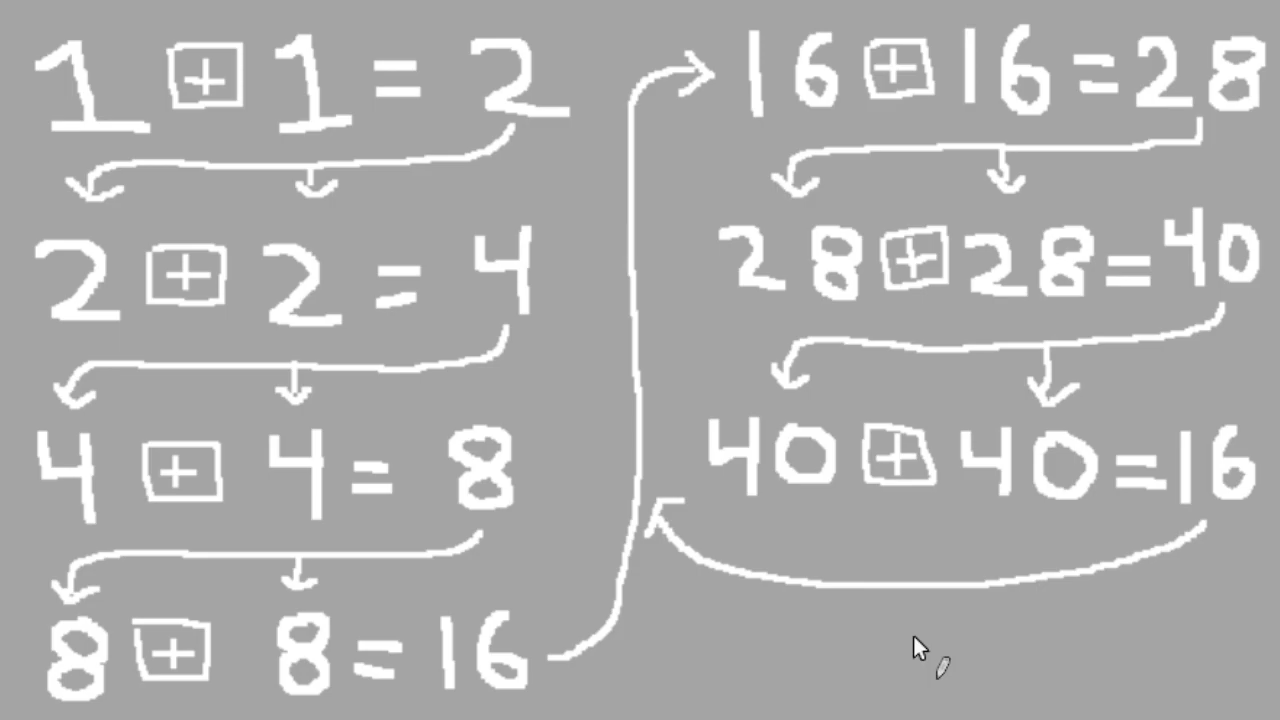 1 ⊞ 1 = 2
2 ⊞ 2 = 4
4 ⊞ 4 = 8
8 ⊞ 8 = 16
16 ⊞ 16 = 28
28 ⊞ 28 = 40
40 ⊞ 40 = 16